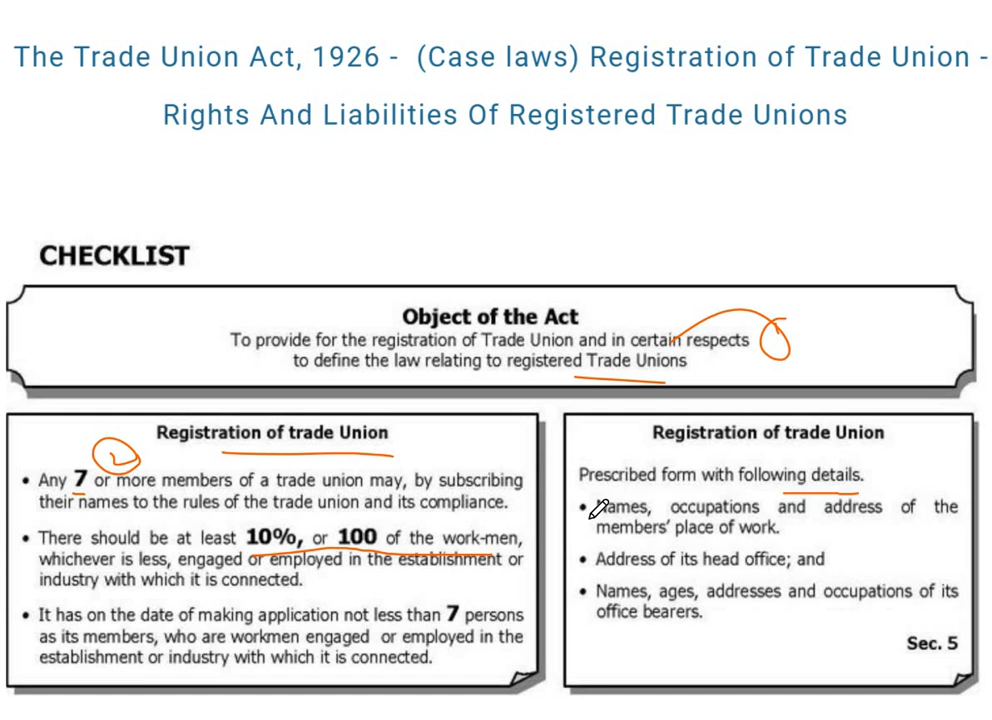 The Trade Union Act, 1926 - (Case laws) Registration of Trade Union -
Rights And Liabilities Of Registered Trade Unions
CHECKLIST
Object of the Act
To provide for the registration of Trade Union and in certain respects
to define the law relating to registered Trade Unions
Registration of trade Union
• Any 7 or more members of a trade union may, by subscribing
their names to the rules of the trade union and its compliance.
• There should be at least 10%, or 100 of the work-men,
whichever is less, engaged or employed in the establishment or
industry with which it is connected.
• It has on the date of making application not less than 7 persons
as its members, who are workmen engaged or employed in the
establishment or industry with which it is connected.
Registration of trade Union
Prescribed form with following details.
• Names, occupations and address of the
members' place of work.
• Address of its head office; and
• Names, ages, addresses and occupations of its
office bearers.
Sec. 5